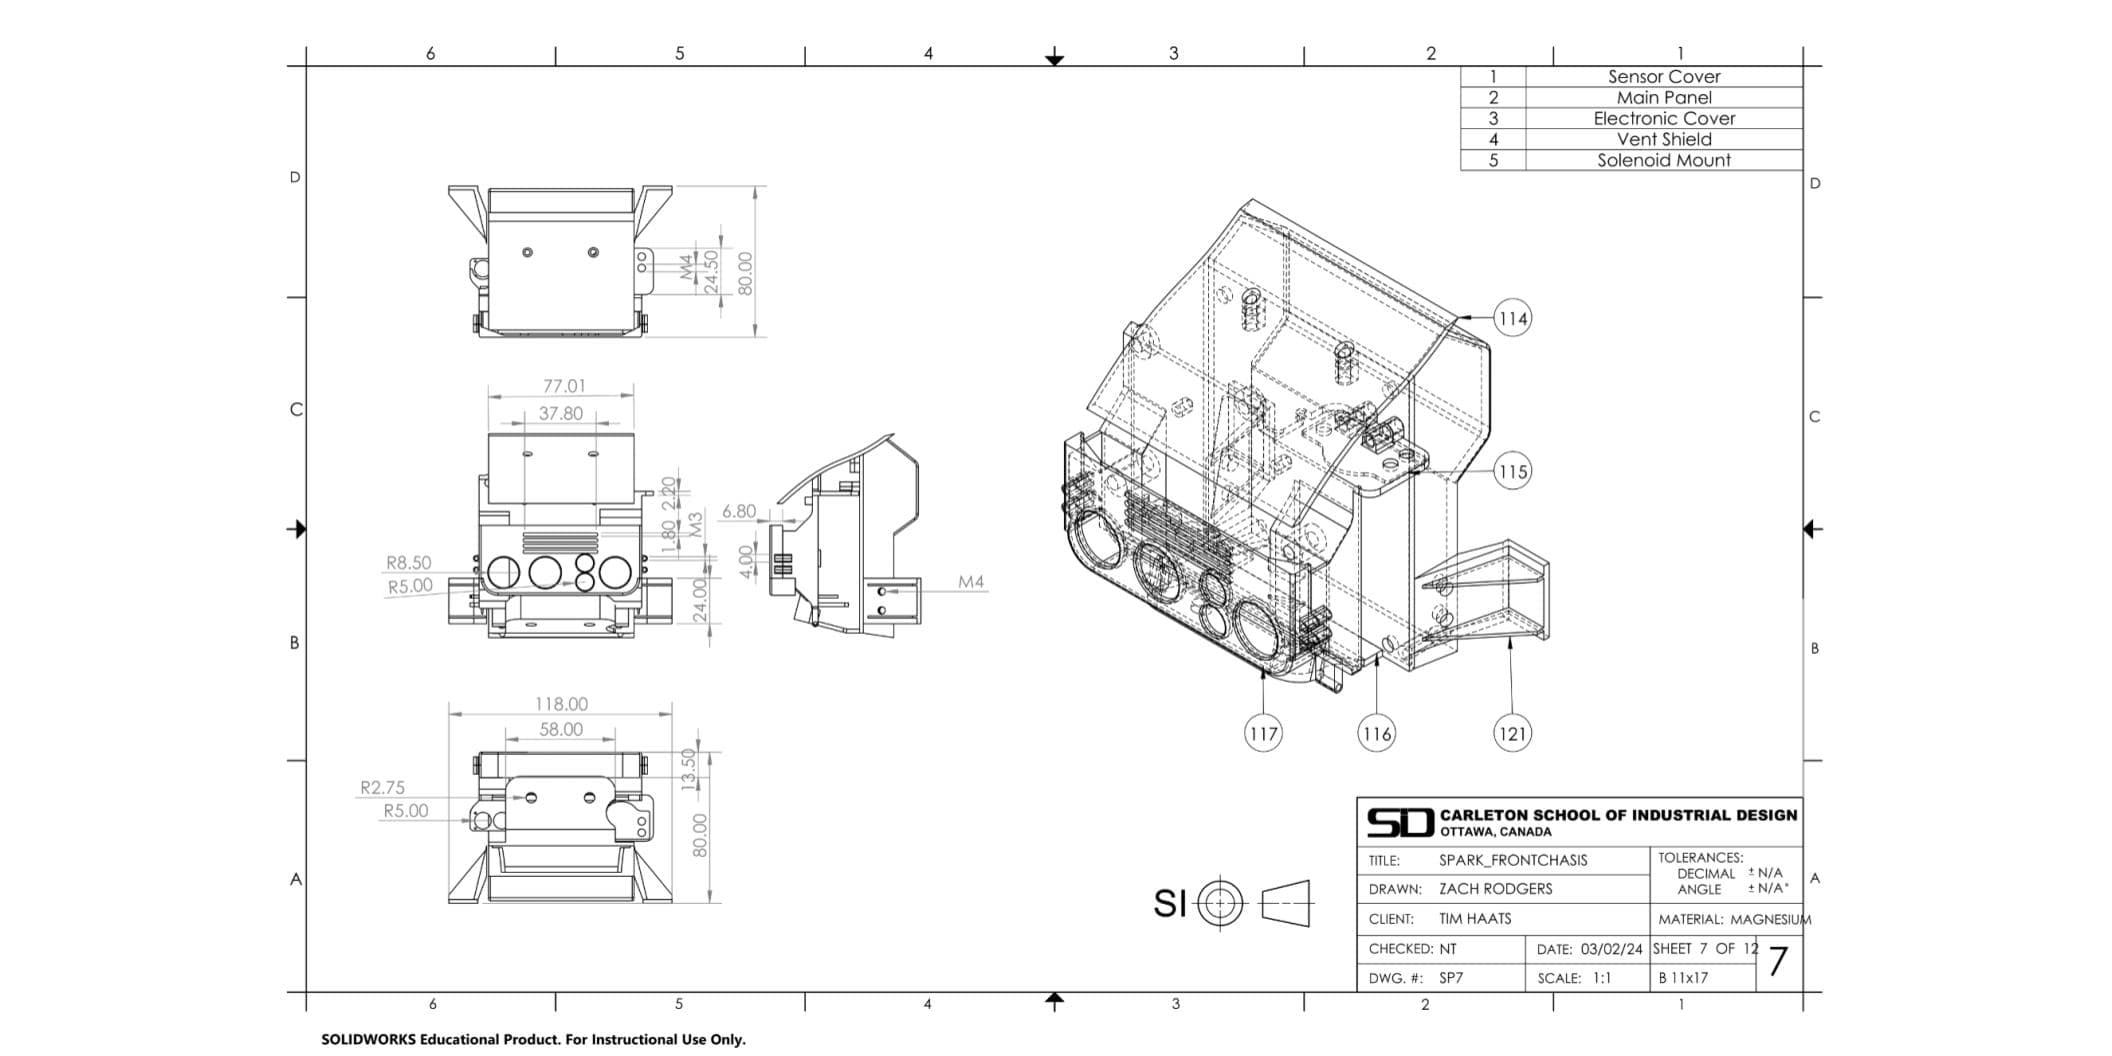 6 5 4 3 2 1
1 Sensor Cover
2 Main Panel
3 Electronic Cover
4 Vent Shield
5 Solenoid Mount
D D
M4
24.50
80.00
114
77.01
37.80
C C
115
2.20
6.80
1.80
M3
R8.50
R5.00
4.00
24.00
M4
B B
118.00
58.00
117 116 121
13.50
R2.75
R5.00
80.00
A A
SI
SD CARLETON SCHOOL OF INDUSTRIAL DESIGN
OTTAWA, CANADA
TITLE: SPARK_FRONTCHASIS
TOLERANCES:
DECIMAL ± N/A
ANGLE ± N/A°
DRAWN: ZACH RODGERS
CLIENT: TIM HAATS
MATERIAL: MAGNESIUM
CHECKED: NT
DATE: 03/02/24
SHEET 7 OF 12
7
DWG. #: SP7
SCALE: 1:1
B 11x17
6 5 4 3 2 1
SOLIDWORKS Educational Product. For Instructional Use Only.